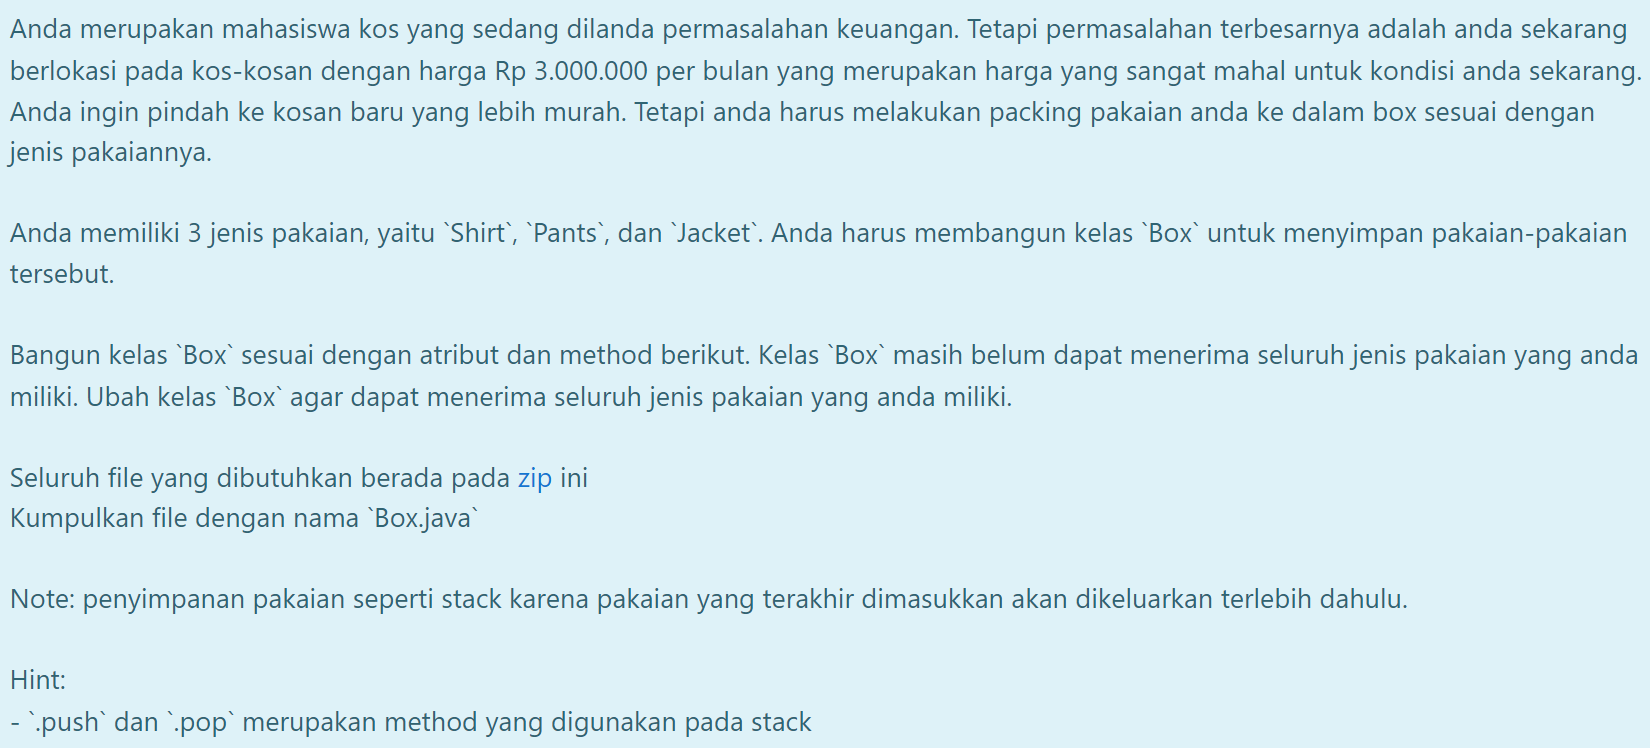 Anda merupakan mahasiswa kos yang sedang dilanda permasalahan keuangan. Tetapi permasalahan terbesarnya adalah anda sekarang
berlokasi pada kos-kosan dengan harga Rp 3.000.000 per bulan yang merupakan harga yang sangat mahal untuk kondisi anda sekarang.
Anda ingin pindah ke kosan baru yang lebih murah. Tetapi anda harus melakukan packing pakaian anda ke dalam box sesuai dengan
jenis pakaiannya.
Anda memiliki 3 jenis pakaian, yaitu `Shirt`, `Pants`, dan `Jacket`. Anda harus membangun kelas `Box` untuk menyimpan pakaian-pakaian
tersebut.
Bangun kelas `Box` sesuai dengan atribut dan method berikut. Kelas `Box` masih belum dapat menerima seluruh jenis pakaian yang anda
miliki. Ubah kelas `Box` agar dapat menerima seluruh jenis pakaian yang anda miliki.
Seluruh file yang dibutuhkan berada pada zip ini
Kumpulkan file dengan nama `Box.java`
Note: penyimpanan pakaian seperti stack karena pakaian yang terakhir dimasukkan akan dikeluarkan terlebih dahulu.
Hint:
- `.push` dan `.pop` merupakan method yang digunakan pada stack